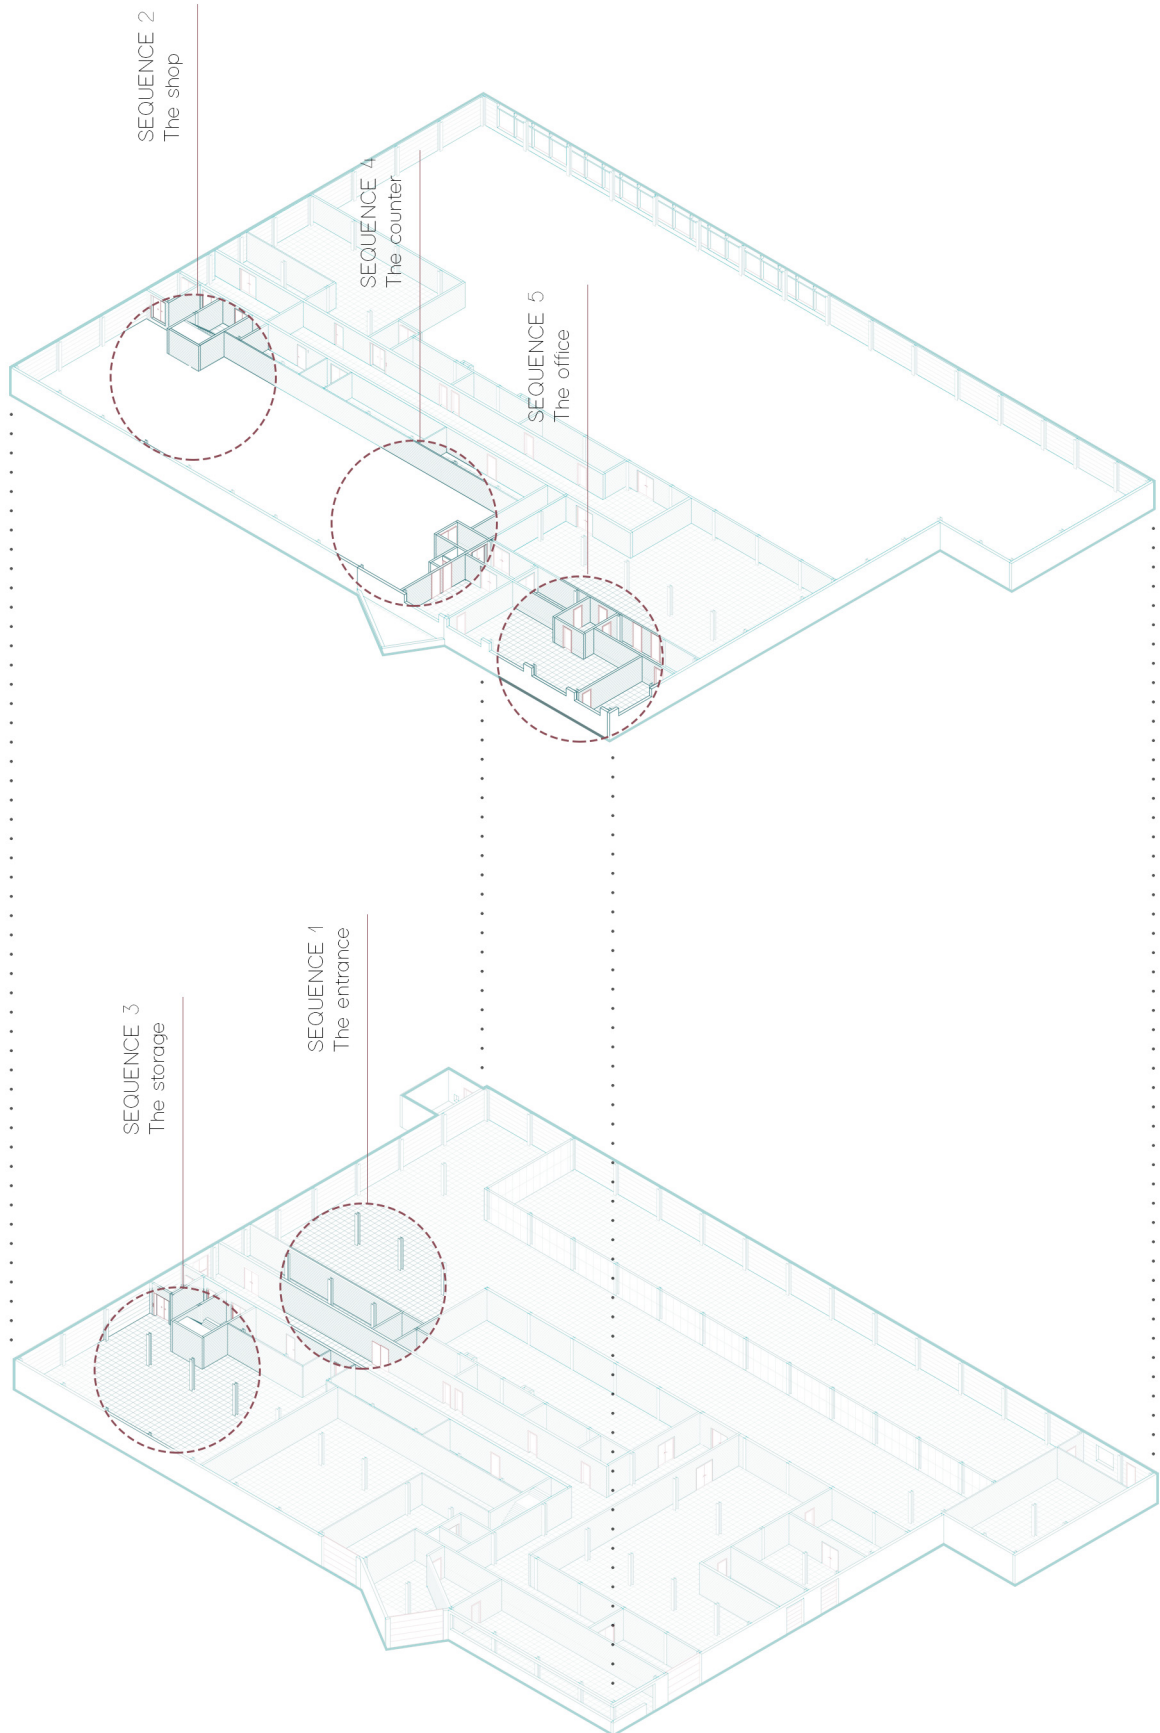 SEQUENCE 2
The shop
SEQUENCE 4
The counter
SEQUENCE 5
The office
SEQUENCE 3
The storage
SEQUENCE 1
The entrance